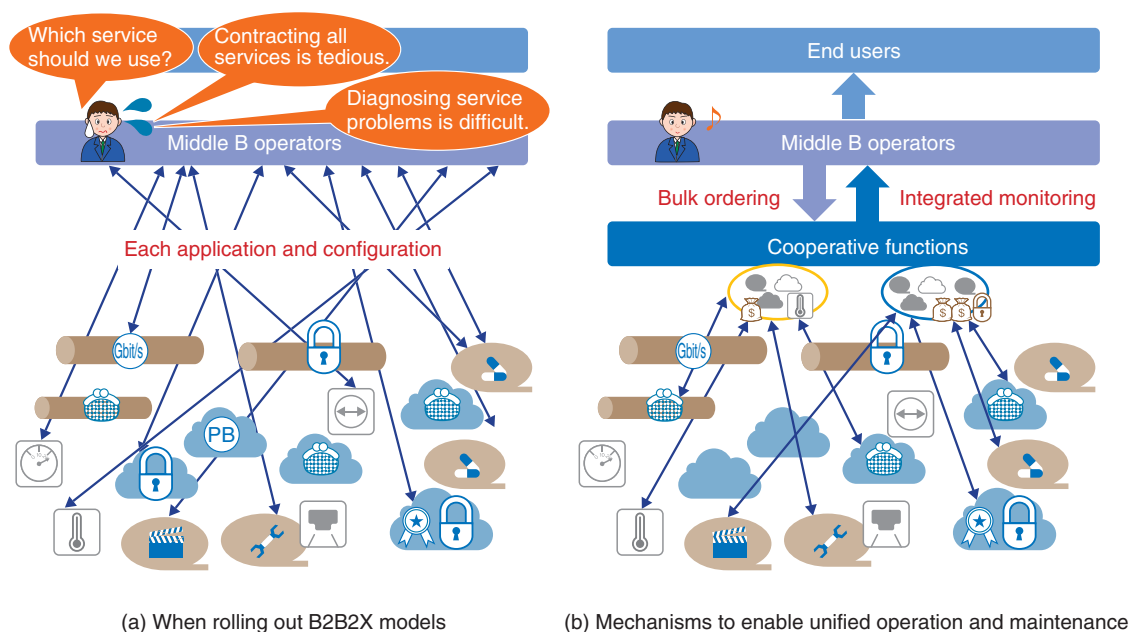 Which service
should we use?
Contracting all
services is tedious.
Diagnosing service
problems is difficult.
Middle B operators
Each application and configuration
Gbit/s
PB
(a) When rolling out B2B2X models
End users
Middle B operators
Bulk ordering
Integrated monitoring
Cooperative functions
$
$ $
Gbit/s
(b) Mechanisms to enable unified operation and maintenance